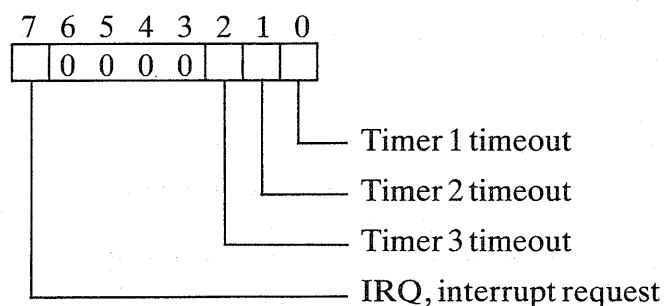 7 6 5 4 3 2 1 0
0 0 0 0
Timer 1 timeout
Timer 2 timeout
Timer 3 timeout
IRQ, interrupt request